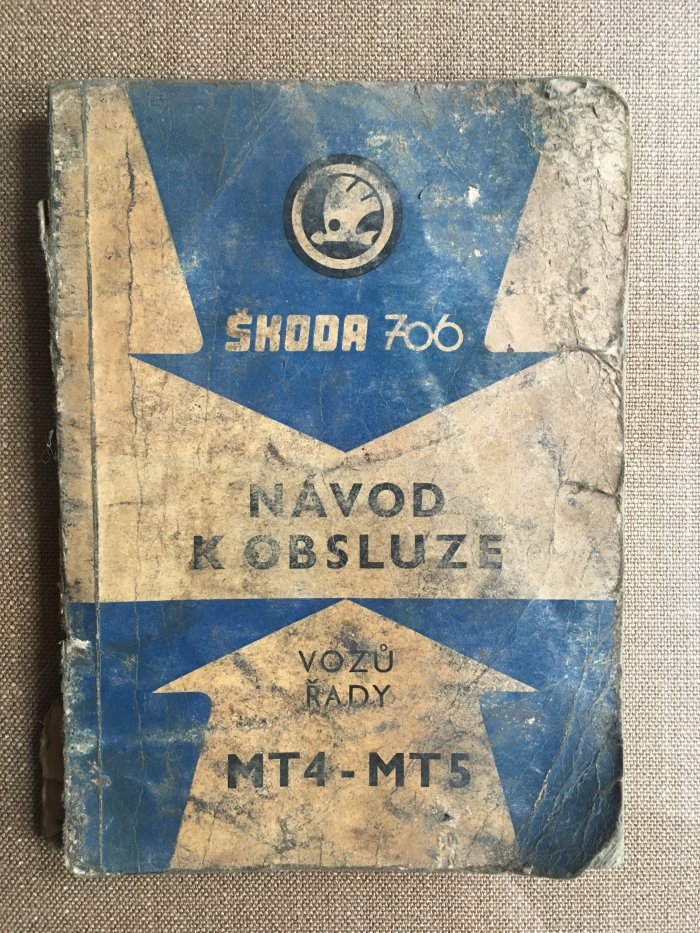 ŠKODA 706
NÁVOD
K OBSLUZE
VOZŮ
ŘADY
MT4 - MT5